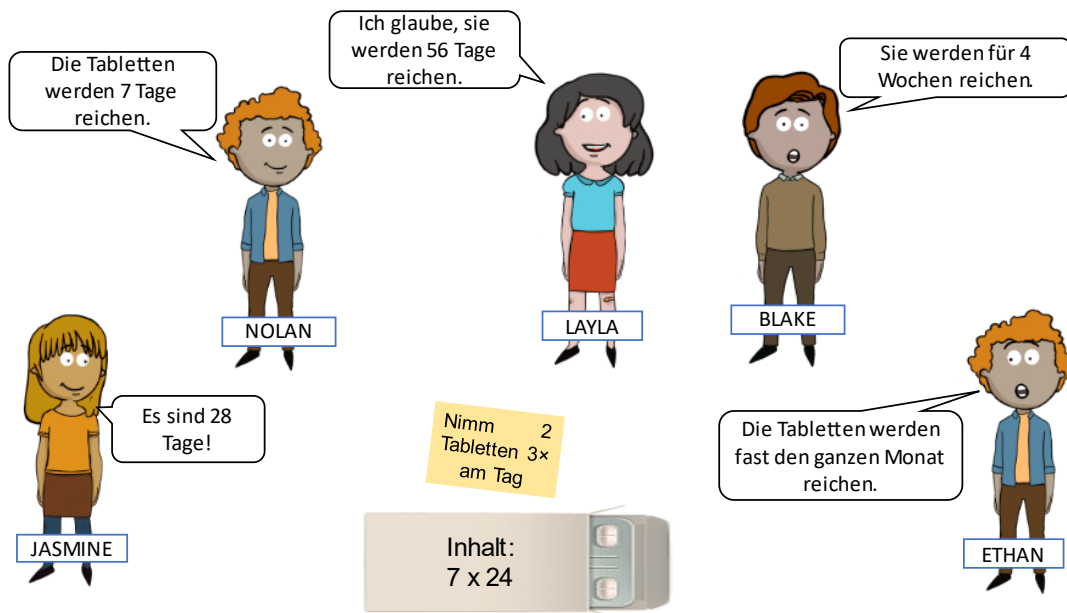 Die Tabletten
werden 7 Tage
reichen.
NOLAN
Ich glaube, sie
werden 56 Tage
reichen.
LAYLA
Sie werden für 4
Wochen reichen.
BLAKE
Es sind 28
Tage!
JASMINE
Nimm 2
Tabletten 3×
am Tag
Inhalt:
7 x 24
Die Tabletten werden
fast den ganzen Monat
reichen.
ETHAN